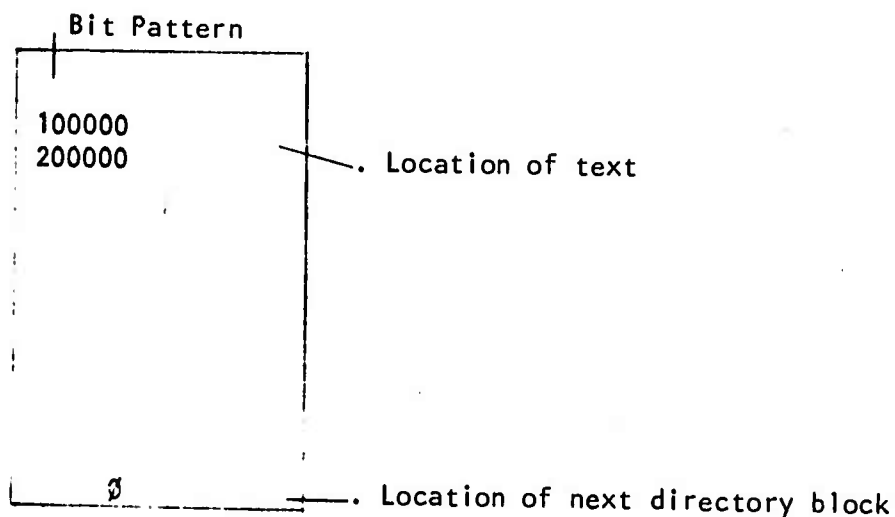 Bit Pattern
100000
200000
. Location of text
Ø
. Location of next directory block